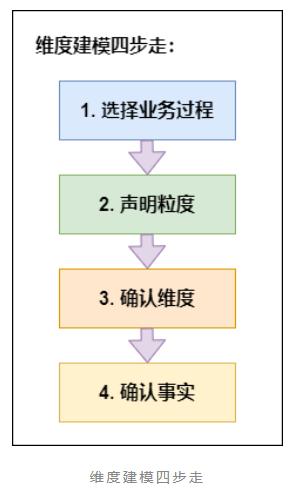 维度建模四步走：
1. 选择业务过程
2. 声明粒度
3. 确认维度
4. 确认事实
维度建模四步走